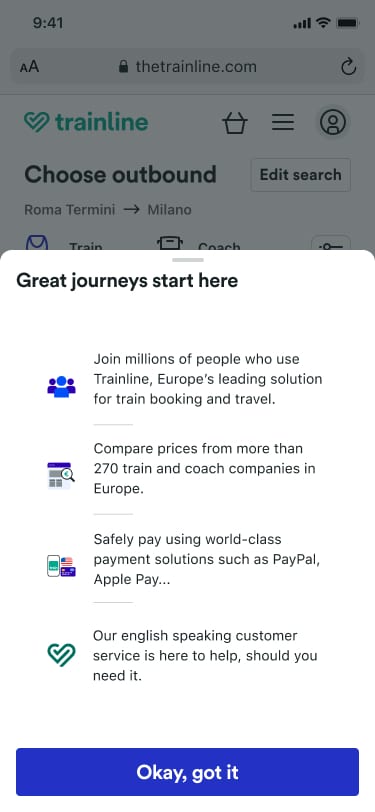 9:41
AA thetrainline.com
trainline
Choose outbound
Edit search
Roma Termini → Milano
Train Coach
Great journeys start here
Join millions of people who use
Trainline, Europe's leading solution
for train booking and travel.
Compare prices from more than
270 train and coach companies in
Europe.
Safely pay using world-class
payment solutions such as PayPal,
Apple Pay...
Our english speaking customer
service is here to help, should you
need it.
Okay, got it